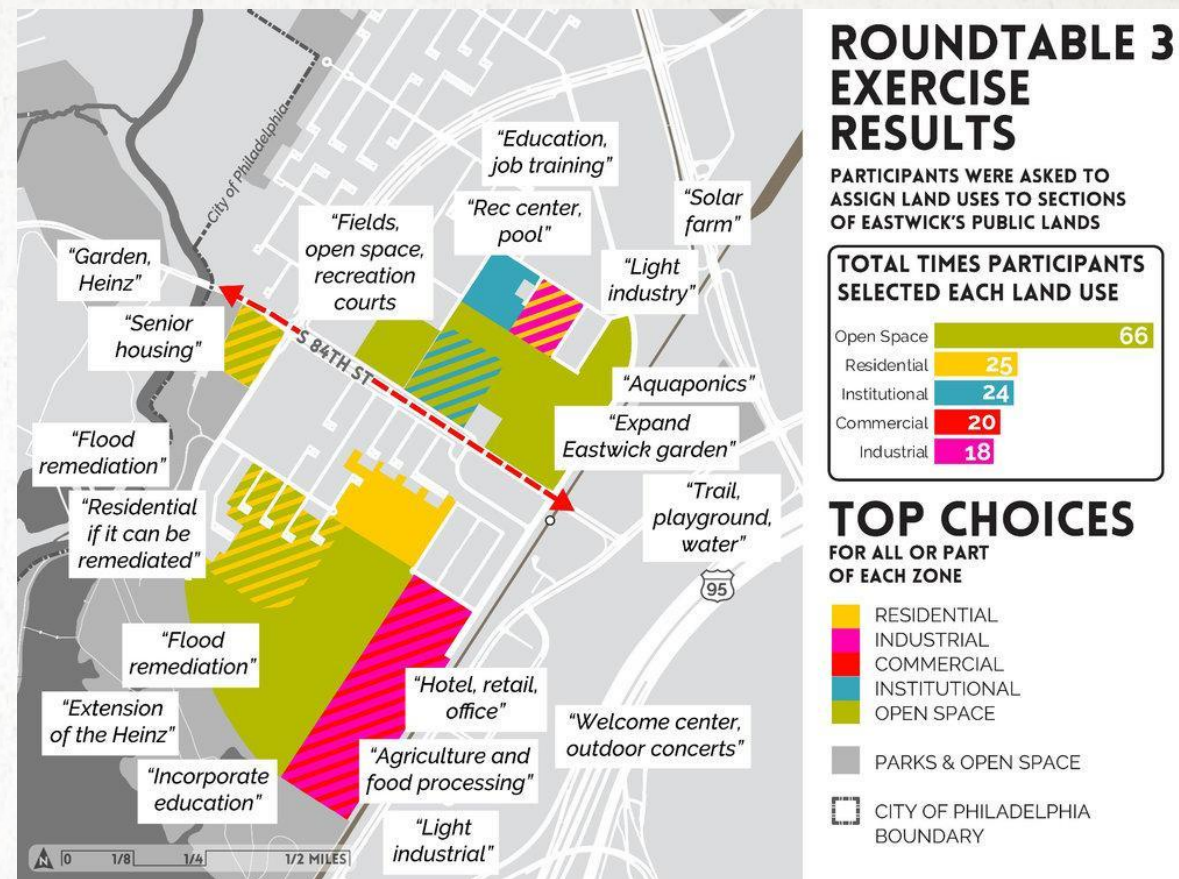 ROUNDTABLE 3
EXERCISE
RESULTS
PARTICIPANTS WERE ASKED TO
ASSIGN LAND USES TO SECTIONS
OF EASTWICK'S PUBLIC LANDS
TOTAL TIMES PARTICIPANTS
SELECTED EACH LAND USE
Open Space 66
Residential 25
Institutional 24
Commercial 20
Industrial 18
TOP CHOICES
FOR ALL OR PART
OF EACH ZONE
RESIDENTIAL
INDUSTRIAL
COMMERCIAL
INSTITUTIONAL
OPEN SPACE
PARKS & OPEN SPACE
CITY OF PHILADELPHIA
BOUNDARY
City of Philadelphia
"Education,
job training"
"Rec center,
pool"
"Solar
farm"
"Fields,
open space,
recreation
courts
"Light
industry"
"Garden,
Heinz"
"Senior
housing"
S 84TH ST
"Aquaponics"
"Expand
Eastwick garden"
"Flood
remediation"
"Trail,
playground,
water"
"Residential
if it can be
remediated"
95
"Flood
remediation"
"Hotel, retail,
office"
"Extension
of the Heinz"
"Welcome center,
outdoor concerts"
"Agriculture and
food processing"
"Incorporate
education"
"Light
industrial"
N 0 1/8 1/4 1/2 MILES